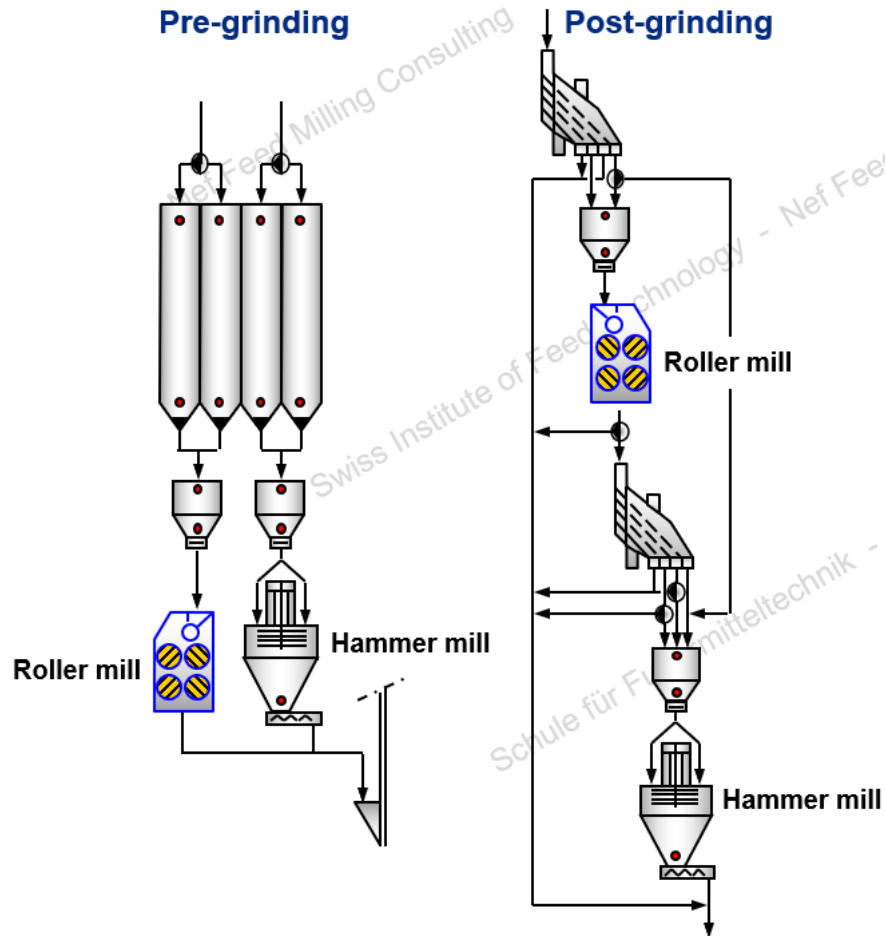 Pre-grinding
Post-grinding
Nef Feed Milling Consulting
Swiss Institute of Feed Technology - Nef Feed
Schule für Futtermitteltechnik -
Roller mill
Roller mill
Hammer mill
Hammer mill